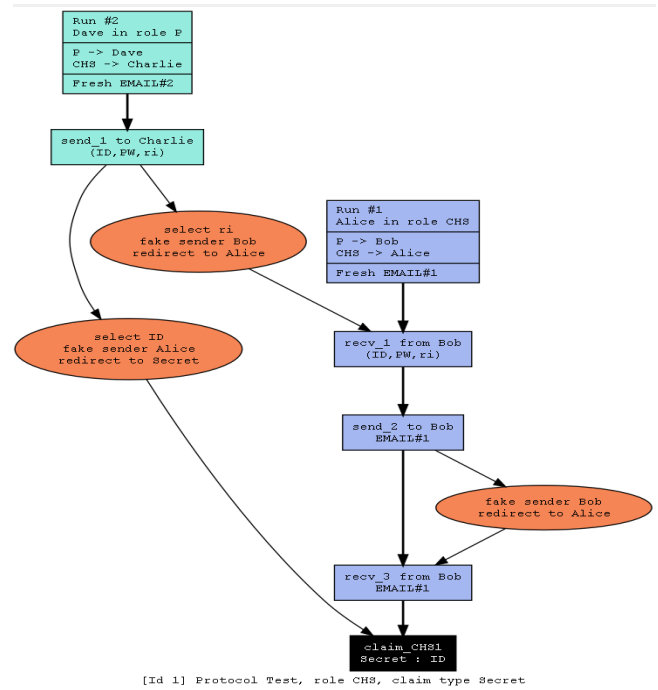 Run #2
Dave in role P
P -> Dave
CHS -> Charlie
Fresh EMAIL#2
send_1 to Charlie
(ID,PW,ri)
select ri
fake sender Bob
redirect to Alice
Run #1
Alice in role CHS
P -> Bob
CHS -> Alice
Fresh EMAIL#1
select ID
fake sender Alice
redirect to Secret
recv_1 from Bob
(ID,PW,ri)
send_2 to Bob
EMAIL#1
fake sender Bob
redirect to Alice
recv_3 from Bob
EMAIL#1
claim_CHS1
Secret : ID
[Id 1] Protocol Test, role CHS, claim type Secret